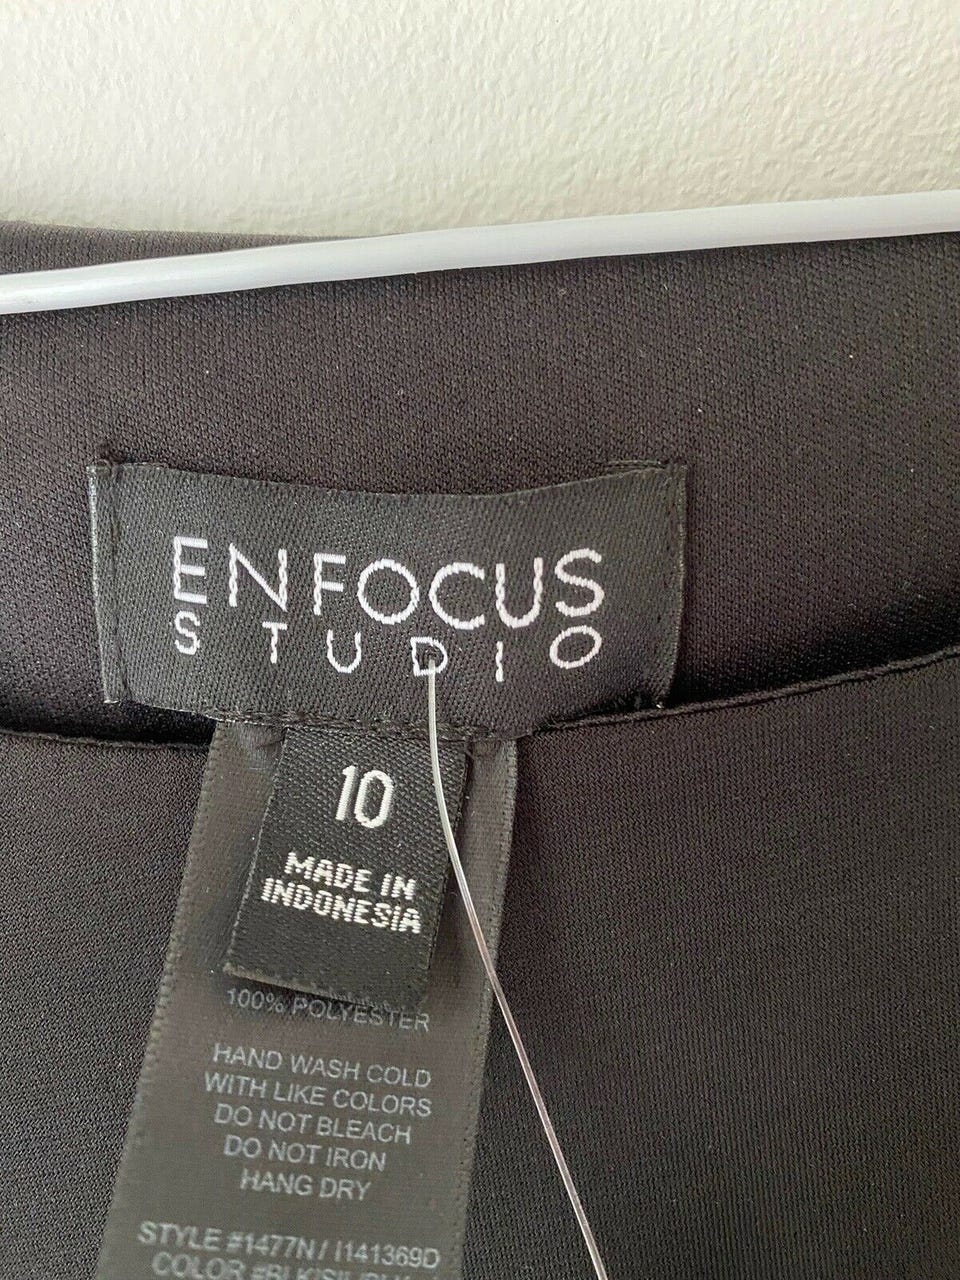 ENFOCUS
STUDIO
10
MADE IN
INDONESIA
100% POLYESTER
HAND WASH COLD
WITH LIKE COLORS
DO NOT BLEACH
DO NOT IRON
HANG DRY
STYLE #1477N / I141369D
COLOR